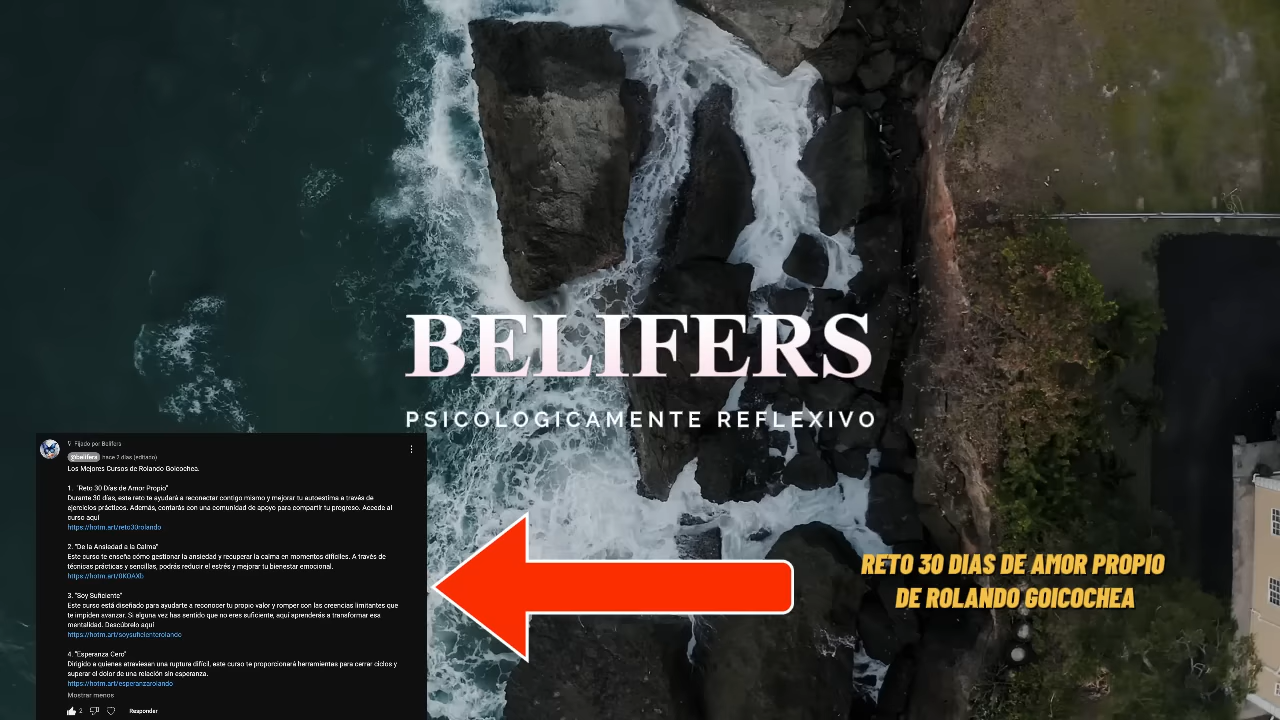 BELIFERS
PSICOLOGICAMENTE REFLEXIVO
Fijado por Belifers
@belifers hace 2 días (editado)
Los Mejores Cursos de Rolando Goicochea.
1. "Reto 30 Días de Amor Propio"
Durante 30 días, este reto te ayudará a reconectar contigo mismo y mejorar tu autoestima a través de
ejercicios prácticos. Además, contarás con una comunidad de apoyo para compartir tu progreso. Accede al
curso aquí
https://hotm.art/reto30rolando
2. "De la Ansiedad a la Calma"
Este curso te enseña cómo gestionar la ansiedad y recuperar la calma en momentos difíciles. A través de
técnicas prácticas y sencillas, podrás reducir el estrés y mejorar tu bienestar emocional.
https://hotm.art/0KOAXb
3. "Soy Suficiente"
Este curso está diseñado para ayudarte a reconocer tu propio valor y romper con las creencias limitantes que
te impiden avanzar. Si alguna vez has sentido que no eres suficiente, aquí aprenderás a transformar esa
mentalidad. Descúbrelo aquí
https://hotm.art/soysuficienterolando
4. "Esperanza Cero"
Dirigido a quienes atraviesan una ruptura difícil, este curso te proporcionará herramientas para cerrar ciclos y
superar el dolor de una relación sin esperanza.
https://hotm.art/esperanzarolando
Mostrar menos
2
Responder
RETO 30 DIAS DE AMOR PROPIO
DE ROLANDO GOICOCHEA